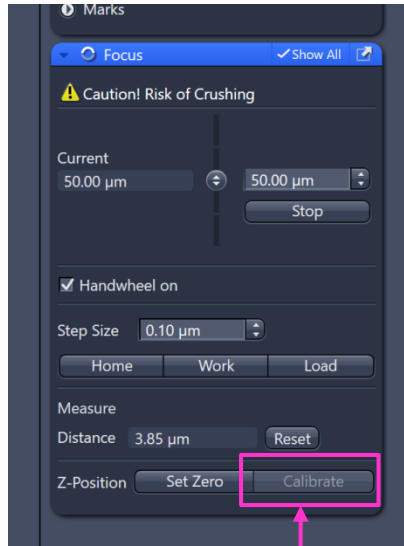 Marks
Focus Show All
Caution! Risk of Crushing
Current
50.00 µm 50.00 µm
Stop
Handwheel on
Step Size 0.10 µm
Home Work Load
Measure
Distance 3.85 µm Reset
Z-Position Set Zero Calibrate